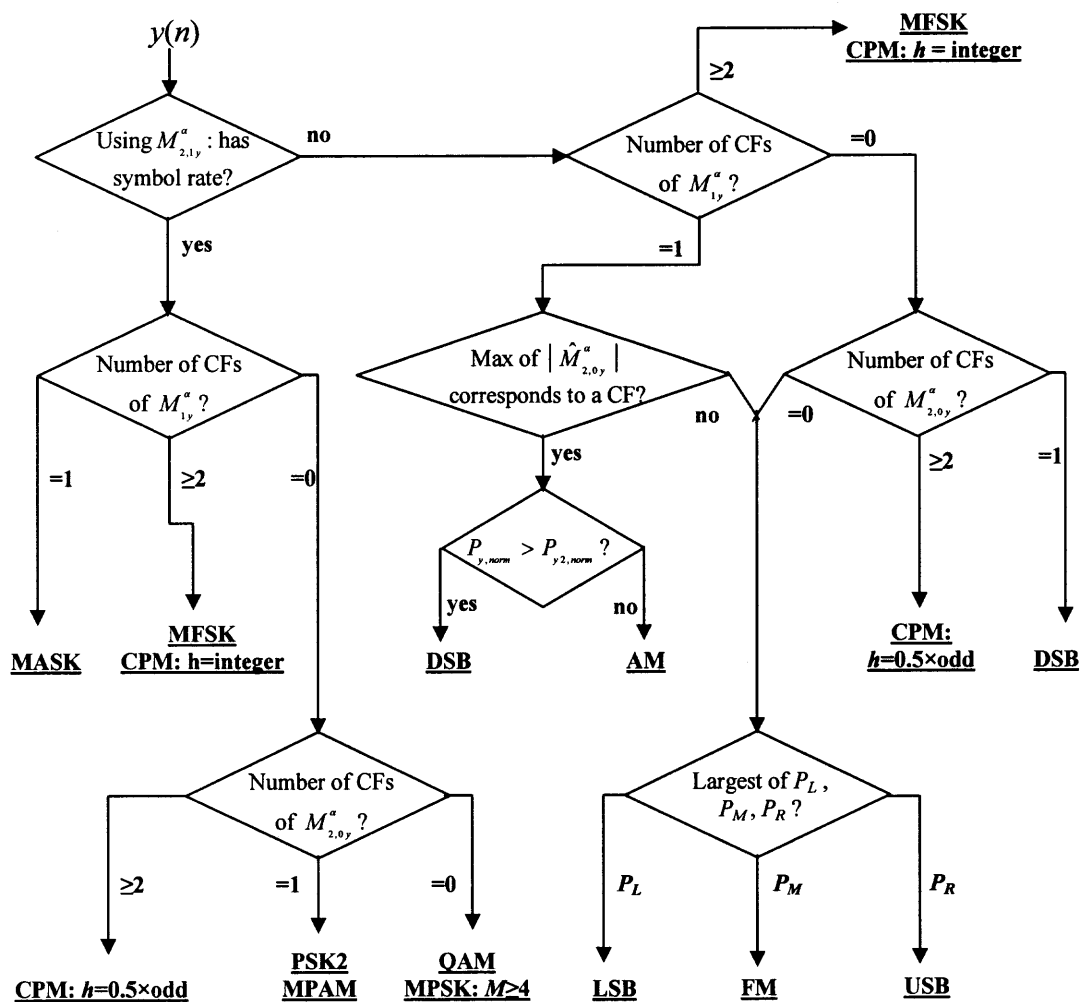 y(n)
MFSK
CPM: h = integer
≥2
Using M^α_{2,1y} : has
symbol rate?
no
Number of CFs
of M^α_{1y} ?
=0
yes
=1
Number of CFs
of M^α_{1y} ?
Max of | M̂^α_{2,0y} |
corresponds to a CF?
no
=0
Number of CFs
of M^α_{2,0y} ?
=1
≥2
=0
yes
≥2
=1
P_{y,norm} > P_{y2,norm} ?
yes
no
MASK
MFSK
CPM: h=integer
DSB
AM
CPM:
h=0.5×odd
DSB
Number of CFs
of M^α_{2,0y} ?
Largest of P_L ,
P_M, P_R ?
≥2
=1
=0
P_L
P_M
P_R
CPM: h=0.5×odd
PSK2
MPAM
QAM
MPSK: M≥4
LSB
FM
USB